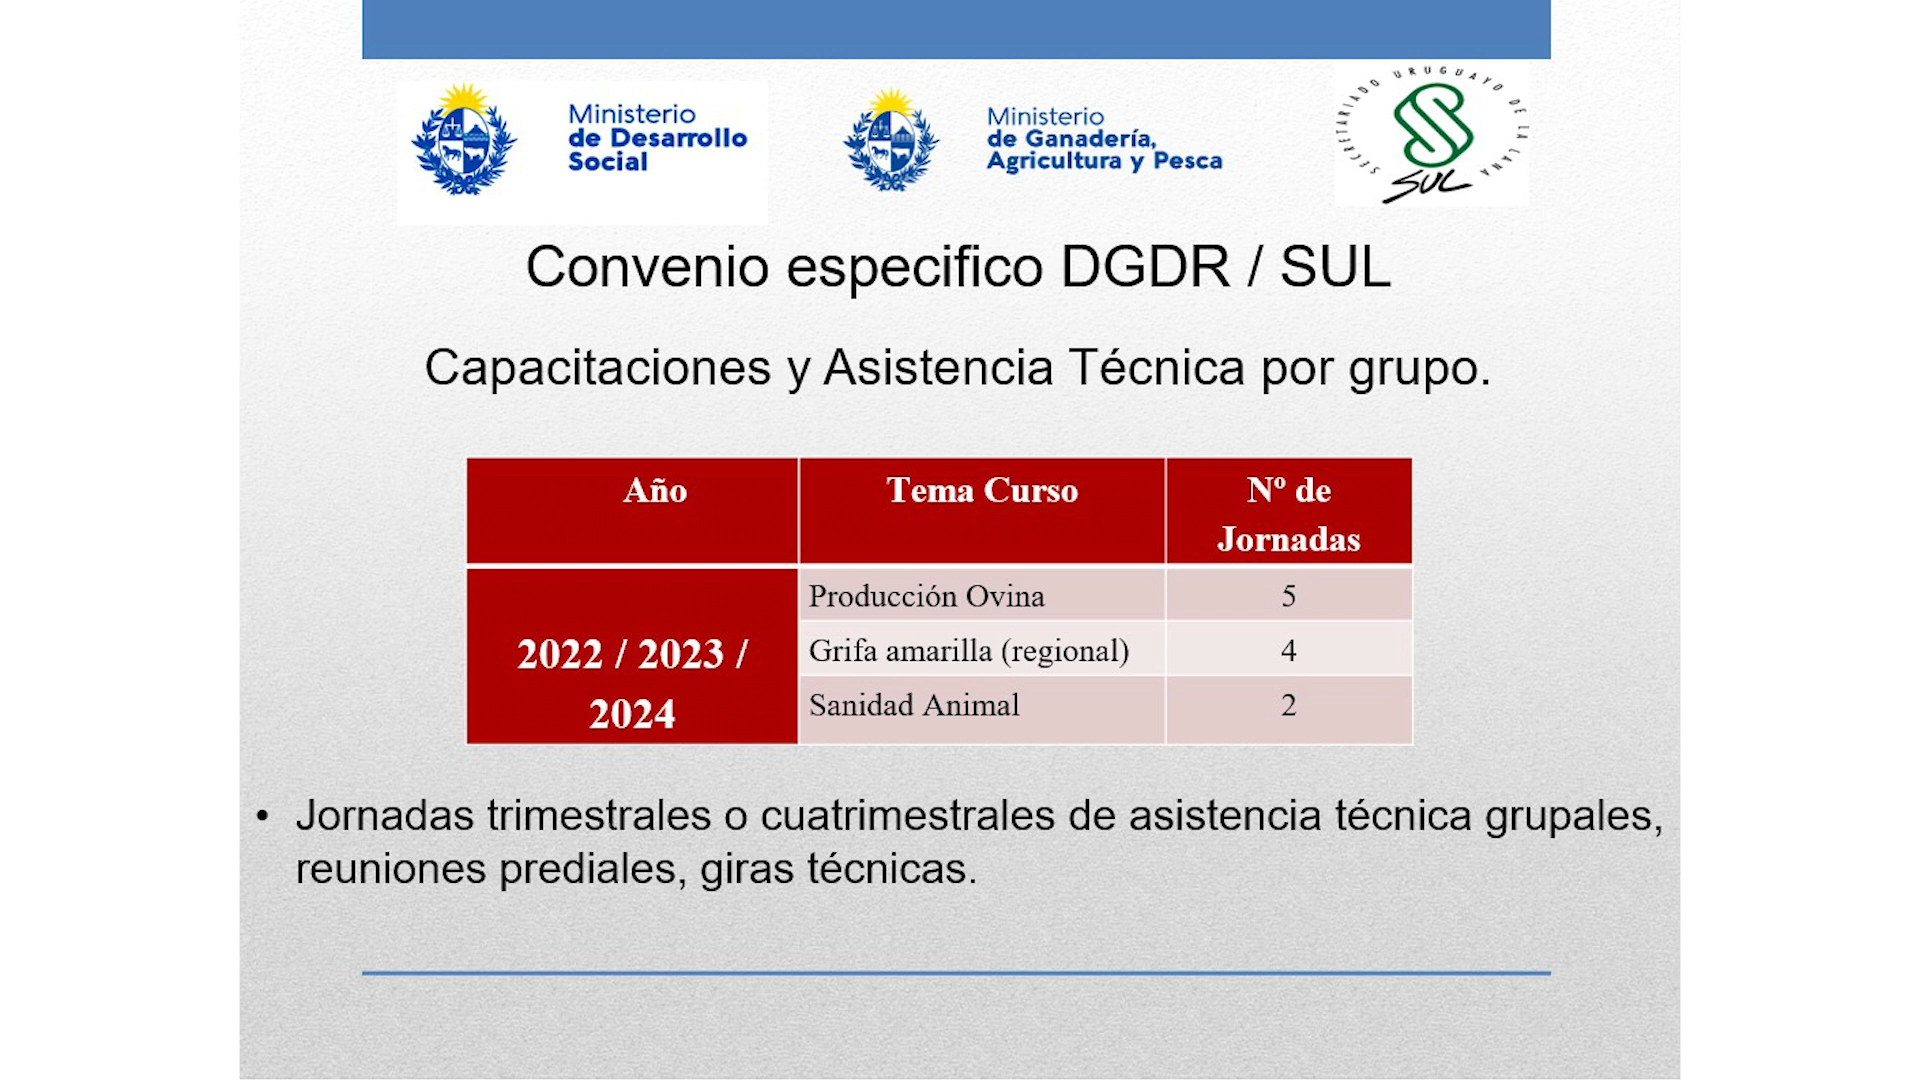 Ministerio
de Desarrollo
Social
Ministerio
de Ganadería,
Agricultura y Pesca
SECRETARIADO URUGUAYO DE LA LANA
SUL
Convenio especifico DGDR / SUL
Capacitaciones y Asistencia Técnica por grupo.
Año Tema Curso Nº de
Jornadas
2022 / 2023 /
2024
Producción Ovina 5
Grifa amarilla (regional) 4
Sanidad Animal 2
• Jornadas trimestrales o cuatrimestrales de asistencia técnica grupales,
reuniones prediales, giras técnicas.